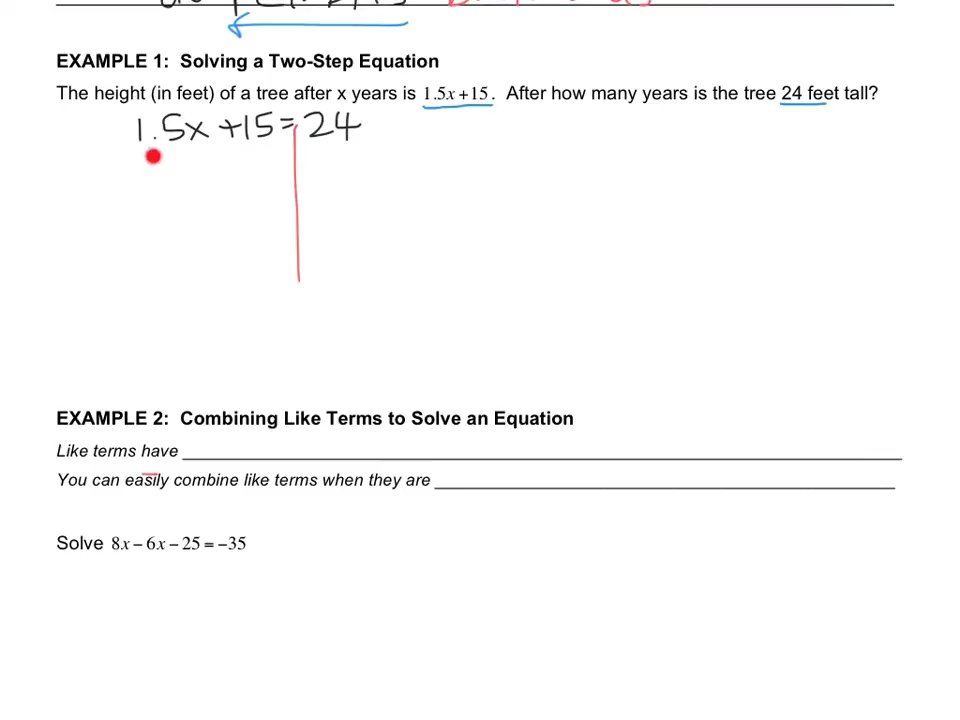 EXAMPLE 1: Solving a Two-Step Equation
The height (in feet) of a tree after x years is 1.5x+15. After how many years is the tree 24 feet tall?
1.5x +15 = 24
EXAMPLE 2: Combining Like Terms to Solve an Equation
Like terms have
You can easily combine like terms when they are
Solve 8x − 6x − 25 = −35